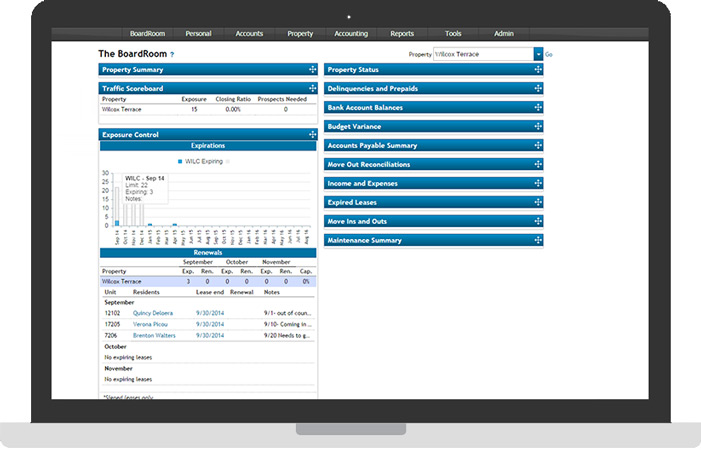 BoardRoom Personal Accounts Property Accounting Reports Tools Admin
The BoardRoom ?
Property Wilcox Terrace Go
Property Summary
Traffic Scoreboard
Property Exposure Closing Ratio Prospects Needed
Wilcox Terrace 15 0.00% 0
Exposure Control
Expirations
WILC Expiring
30
25
20
15
10
5
0
WILC - Sep 14
Limit: 22
Expiring: 3
Notes:
Sep 14 Oct 14 Nov 14 Dec 14 Jan 15 Feb 15 Mar 15 Apr 15 May 15 Jun 15 Jul 15 Aug 15 Sep 15 Oct 15 Nov 15 Dec 15 Jan 16 Feb 16 Mar 16 Apr 16 May 16 Jun 16 Jul 16 Aug 16
Renewals
September October November
Property Exp. Ren. Exp. Ren. Exp. Ren. Cap.
Wilcox Terrace 3 0 0 0 0 0 0%
Unit Residents Lease end Renewal Notes
September
12102 Quincy Deloera 9/30/2014 9/1- out of coun...
17205 Verona Picou 9/30/2014 9/10- Coming in ...
7206 Brenton Walters 9/30/2014 9/20 Needs to g...
October
No expiring leases
November
No expiring leases
*Signed leases only
Property Status
Delinquencies and Prepaids
Bank Account Balances
Budget Variance
Accounts Payable Summary
Move Out Reconciliations
Income and Expenses
Expired Leases
Move Ins and Outs
Maintenance Summary